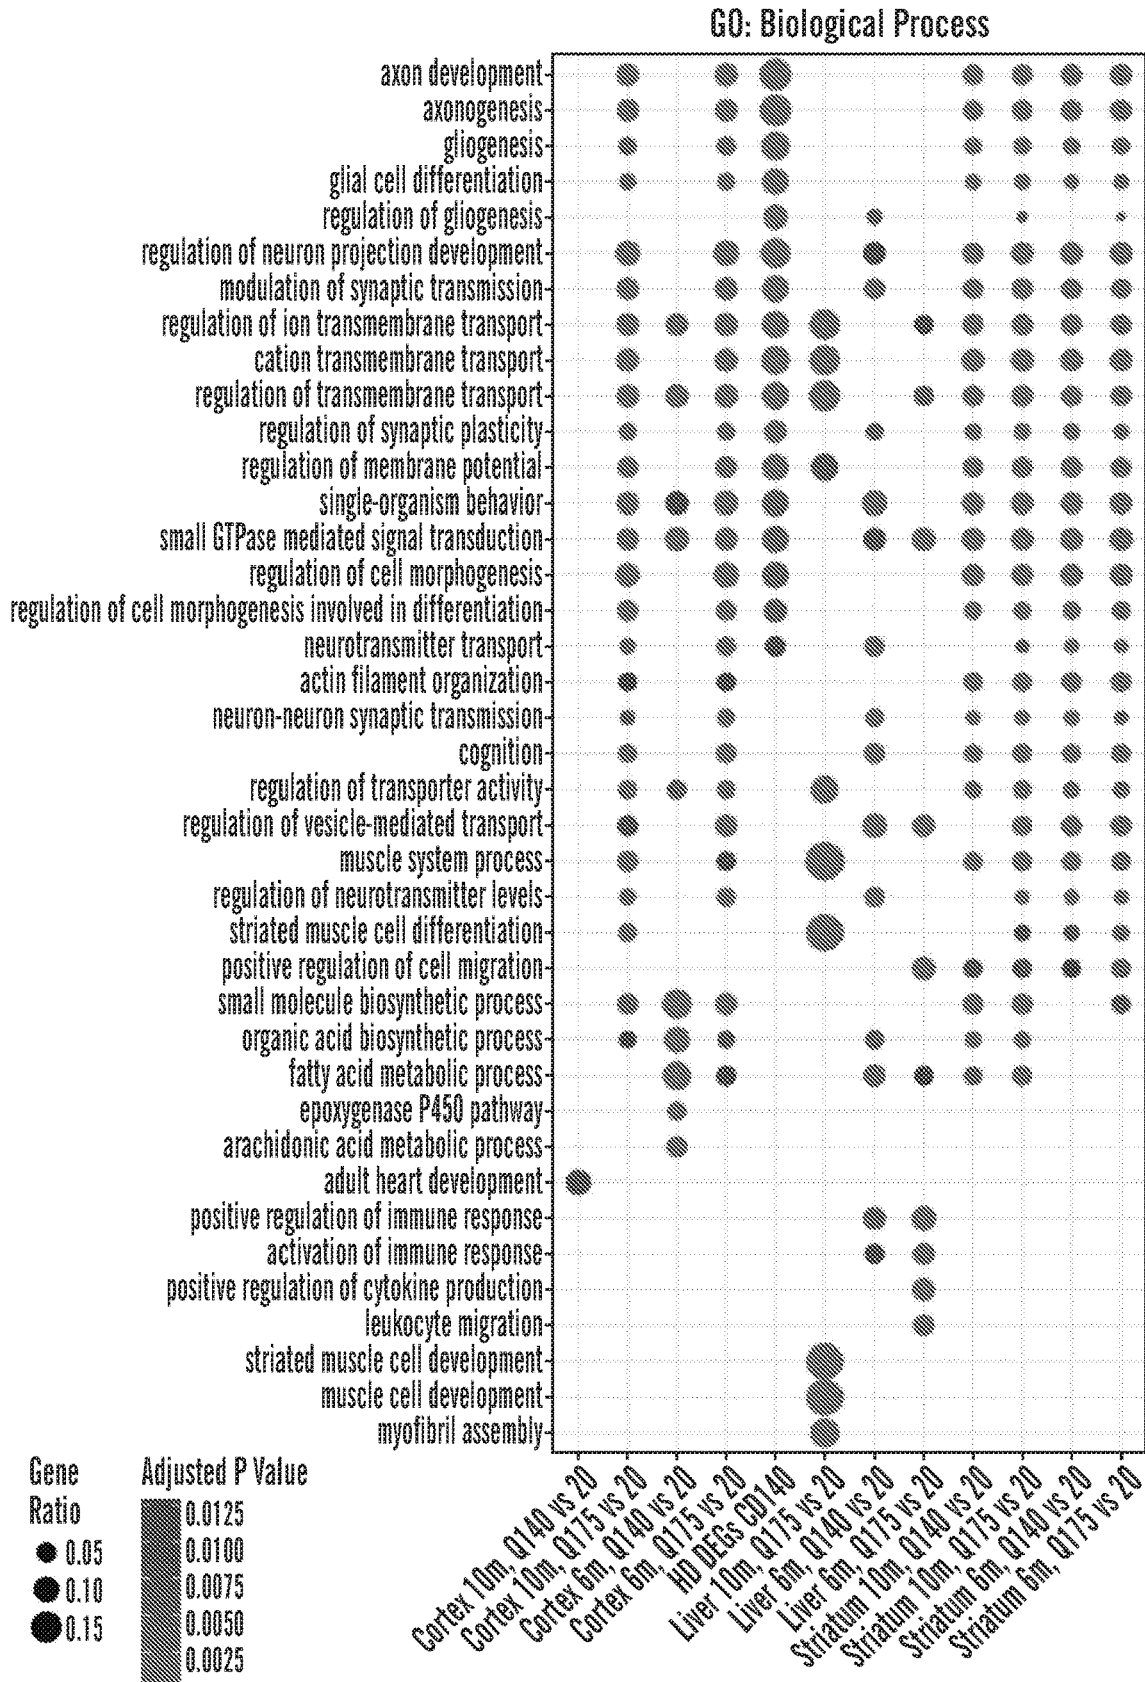 GO: Biological Process
axon development
axonogenesis
gliogenesis
glial cell differentiation
regulation of gliogenesis
regulation of neuron projection development
modulation of synaptic transmission
regulation of ion transmembrane transport
cation transmembrane transport
regulation of transmembrane transport
regulation of synaptic plasticity
regulation of membrane potential
single-organism behavior
small GTPase mediated signal transduction
regulation of cell morphogenesis
regulation of cell morphogenesis involved in differentiation
neurotransmitter transport
actin filament organization
neuron-neuron synaptic transmission
cognition
regulation of transporter activity
regulation of vesicle-mediated transport
muscle system process
regulation of neurotransmitter levels
striated muscle cell differentiation
positive regulation of cell migration
small molecule biosynthetic process
organic acid biosynthetic process
fatty acid metabolic process
epoxygenase P450 pathway
arachidonic acid metabolic process
adult heart development
positive regulation of immune response
activation of immune response
positive regulation of cytokine production
leukocyte migration
striated muscle cell development
muscle cell development
myofibril assembly
Cortex 10m, Q140 vs 20
Cortex 10m, Q175 vs 20
Cortex 6m, Q140 vs 20
Cortex 6m, Q175 vs 20
HD DEGs CD140
Liver 10m, Q175 vs 20
Liver 6m, Q140 vs 20
Liver 6m, Q175 vs 20
Striatum 10m, Q140 vs 20
Striatum 10m, Q175 vs 20
Striatum 6m, Q140 vs 20
Striatum 6m, Q175 vs 20
Gene
Ratio
0.05
0.10
0.15
Adjusted P Value
0.0125
0.0100
0.0075
0.0050
0.0025